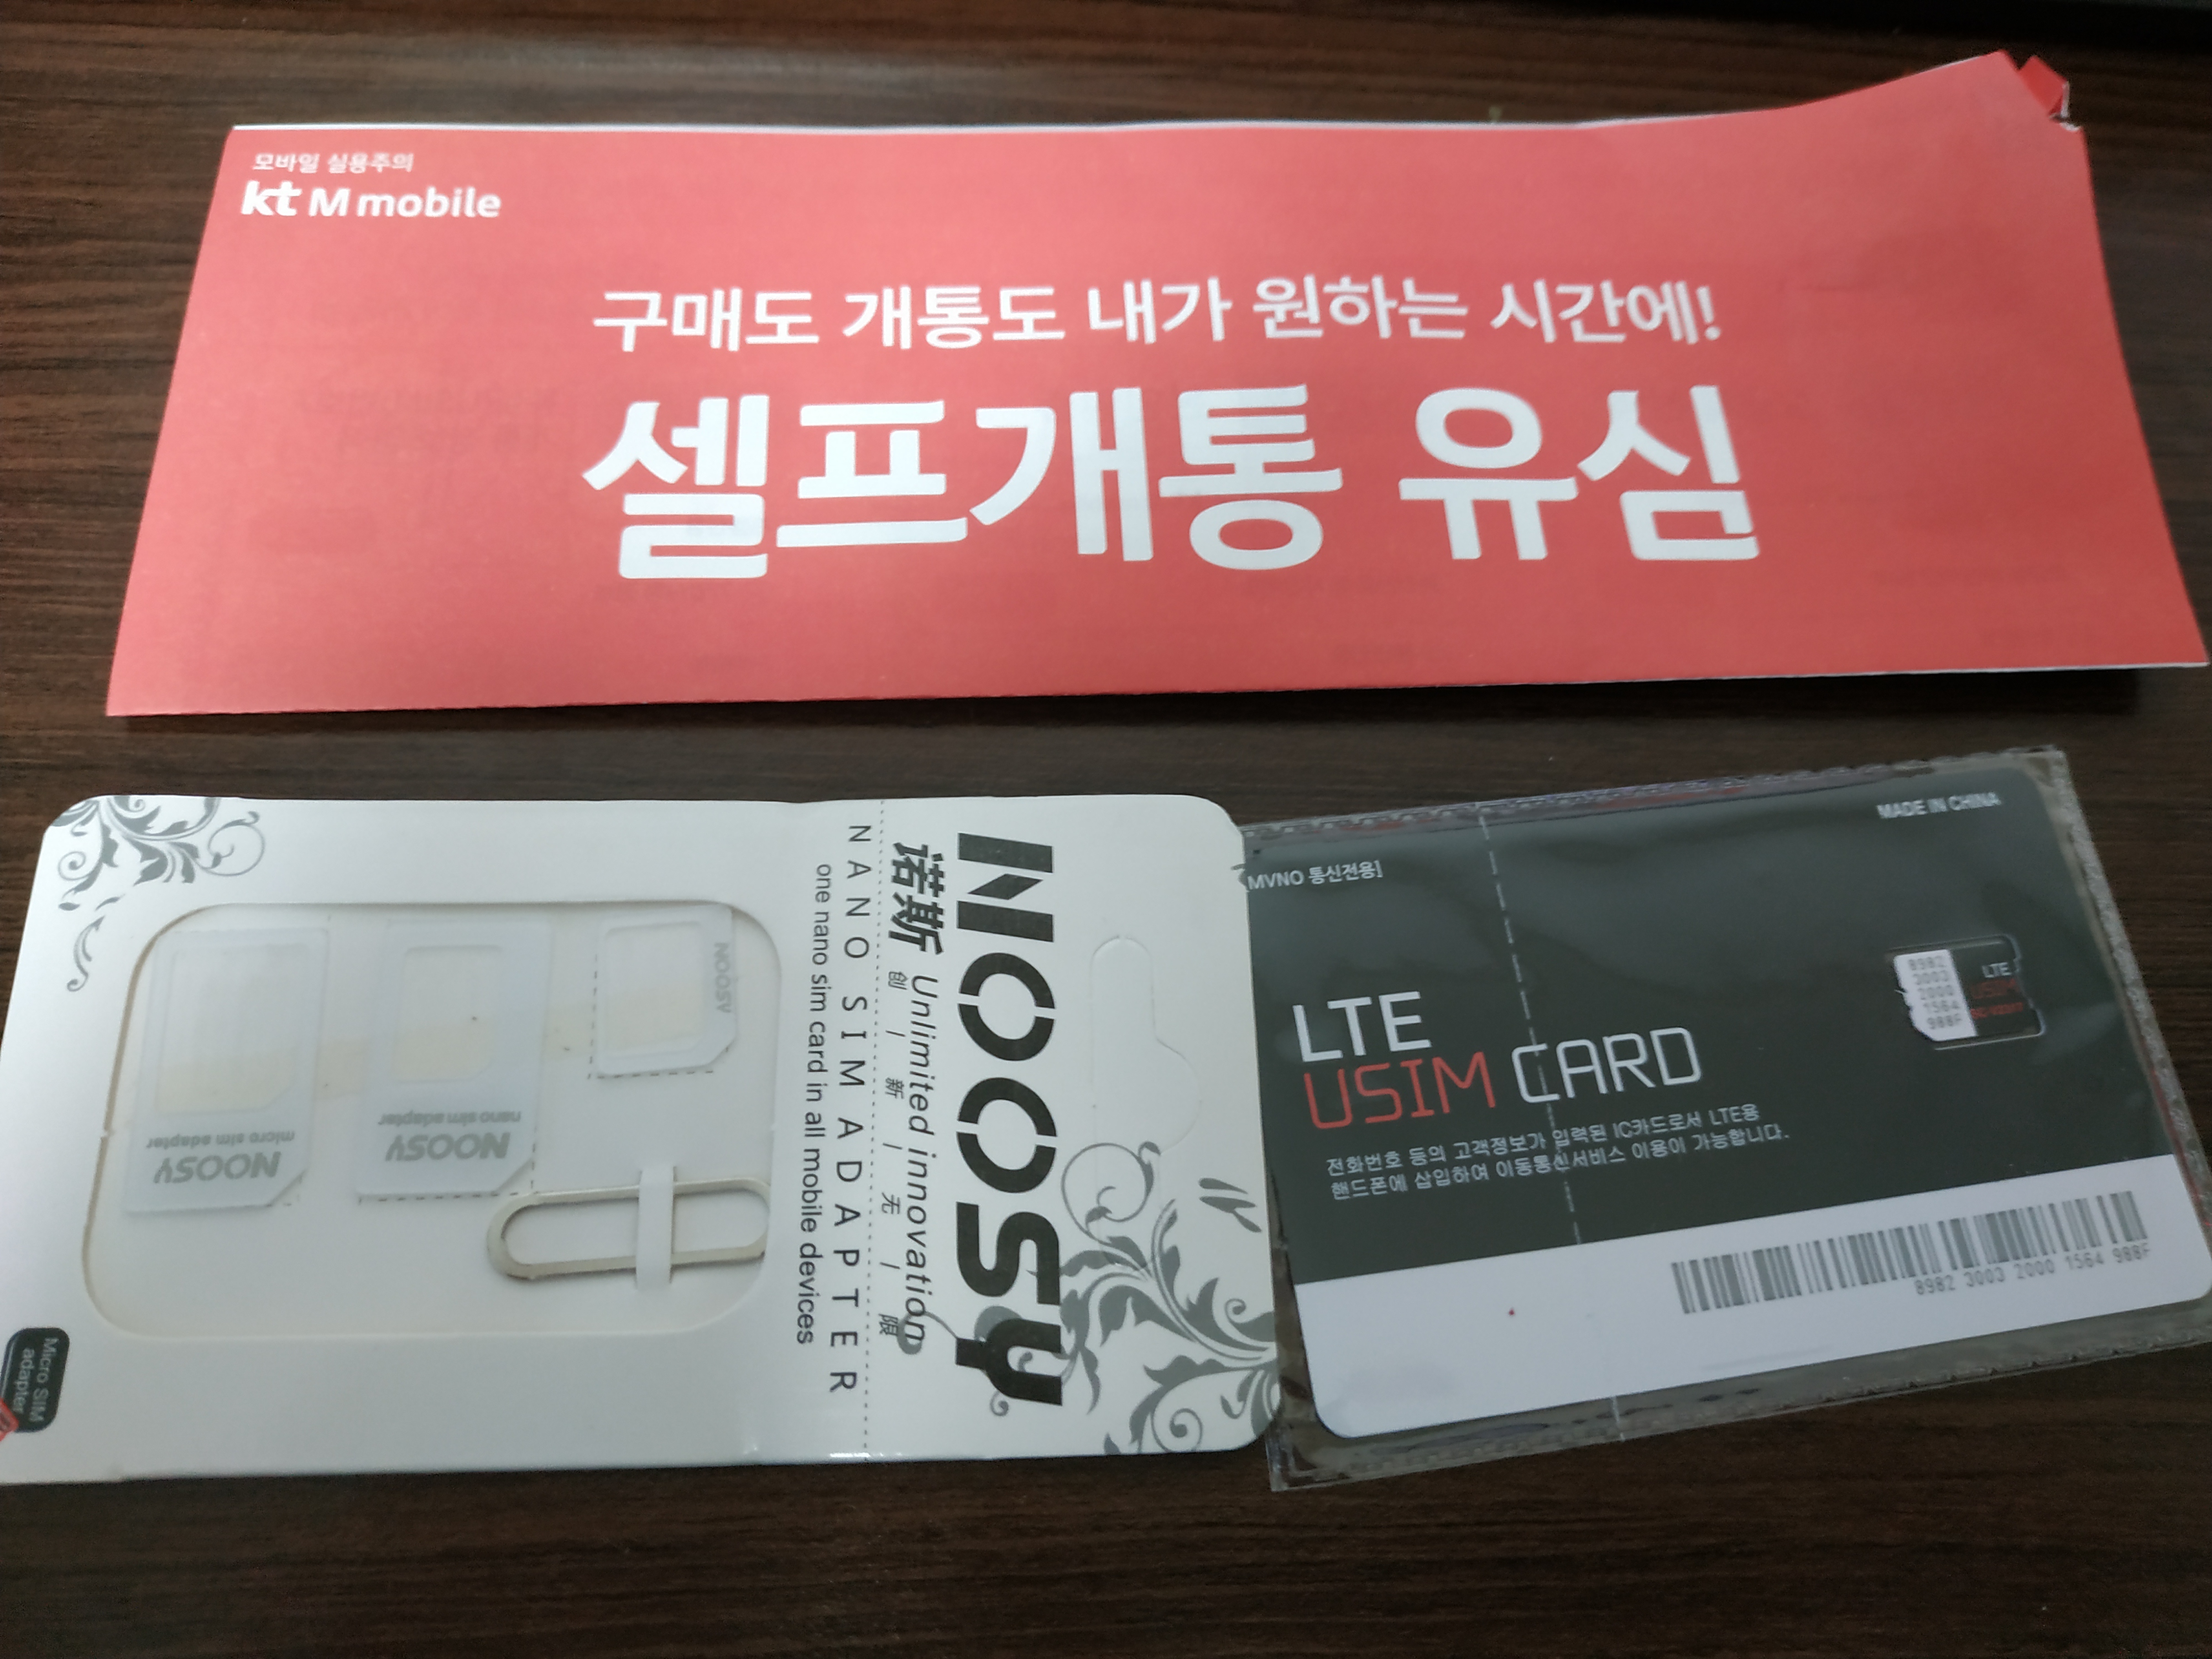 모바일 실용주의
kt M mobile
구매도 개통도 내가 원하는 시간에!
셀프개통 유심
NOOSY
诺斯 Unlimited innovation
创 | 新 | 无 | 限
NANO SIM ADAPTER
one nano sim card in all mobile devices
NOOSY
NOOSY
nano sim adapter
NOOSY
micro sim adapter
Micro SIM
adapter
MADE IN CHINA
[MVNO 통신전용]
LTE
USIM CARD
전화번호 등의 고객정보가 입력된 IC카드로서 LTE용
핸드폰에 삽입하여 이동통신서비스 이용이 가능합니다.
8982
3003
2000
1564
988F
LTE
USIM
8982 3003 2000 1564 988F